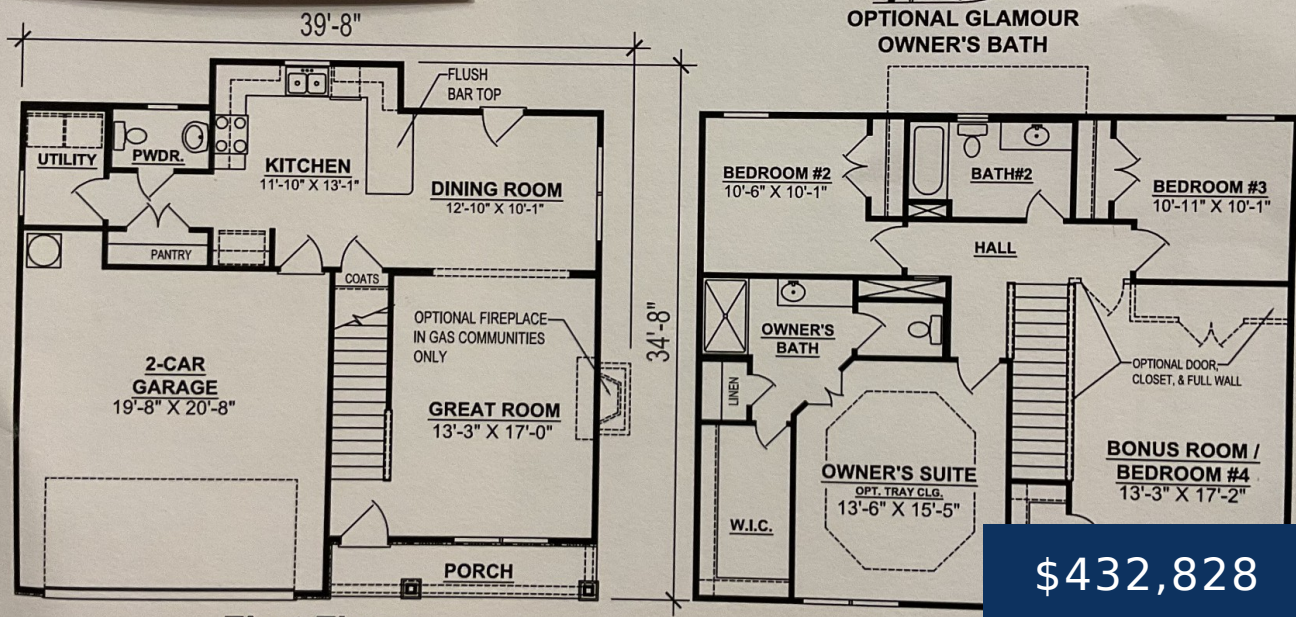 39'-8"
OPTIONAL GLAMOUR
OWNER'S BATH
FLUSH
BAR TOP
UTILITY
PWDR.
KITCHEN
11'-10" X 13'-1"
DINING ROOM
12'-10" X 10'-1"
PANTRY
COATS
OPTIONAL FIREPLACE
IN GAS COMMUNITIES
ONLY
2-CAR
GARAGE
19'-8" X 20'-8"
GREAT ROOM
13'-3" X 17'-0"
PORCH
34'-8"
BEDROOM #2
10'-6" X 10'-1"
BATH#2
BEDROOM #3
10'-11" X 10'-1"
HALL
OWNER'S
BATH
LINEN
OPTIONAL DOOR,
CLOSET, & FULL WALL
OWNER'S SUITE
OPT. TRAY CLG.
13'-6" X 15'-5"
W.I.C.
BONUS ROOM /
BEDROOM #4
13'-3" X 17'-2"
$432,828